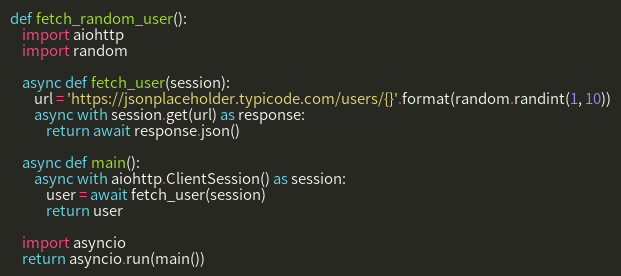 def fetch_random_user():
    import aiohttp
    import random

    async def fetch_user(session):
        url = 'https://jsonplaceholder.typicode.com/users/{}'.format(random.randint(1, 10))
        async with session.get(url) as response:
            return await response.json()

    async def main():
        async with aiohttp.ClientSession() as session:
            user = await fetch_user(session)
            return user

    import asyncio
    return asyncio.run(main())